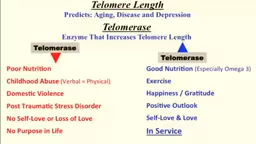 Telomere Length
Predicts: Aging, Disease and Depression
Telomerase
Enzyme That Increases Telomere Length
Telomerase
Telomerase
Poor Nutrition
Childhood Abuse (Verbal = Physical)
Domestic Violence
Post Traumatic Stress Disorder
No Self-Love or Loss of Love
No Purpose in Life
Good Nutrition (Especially Omega 3)
Exercise
Happiness / Gratitude
Positive Outlook
Self-Love & Love
In Service